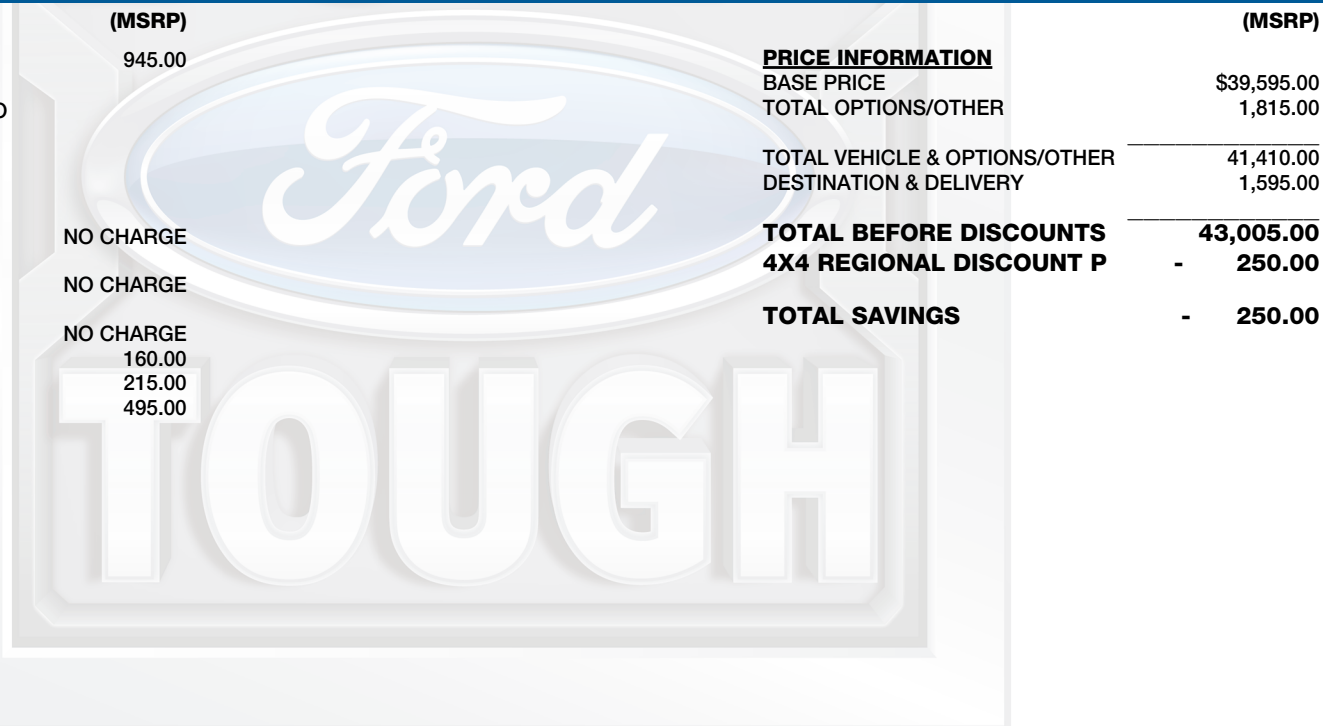 (MSRP)
945.00
NO CHARGE
NO CHARGE
NO CHARGE
160.00
215.00
495.00
Ford
TOUGH
(MSRP)
PRICE INFORMATION
BASE PRICE $39,595.00
TOTAL OPTIONS/OTHER 1,815.00
TOTAL VEHICLE & OPTIONS/OTHER 41,410.00
DESTINATION & DELIVERY 1,595.00
TOTAL BEFORE DISCOUNTS 43,005.00
4X4 REGIONAL DISCOUNT P - 250.00
TOTAL SAVINGS - 250.00